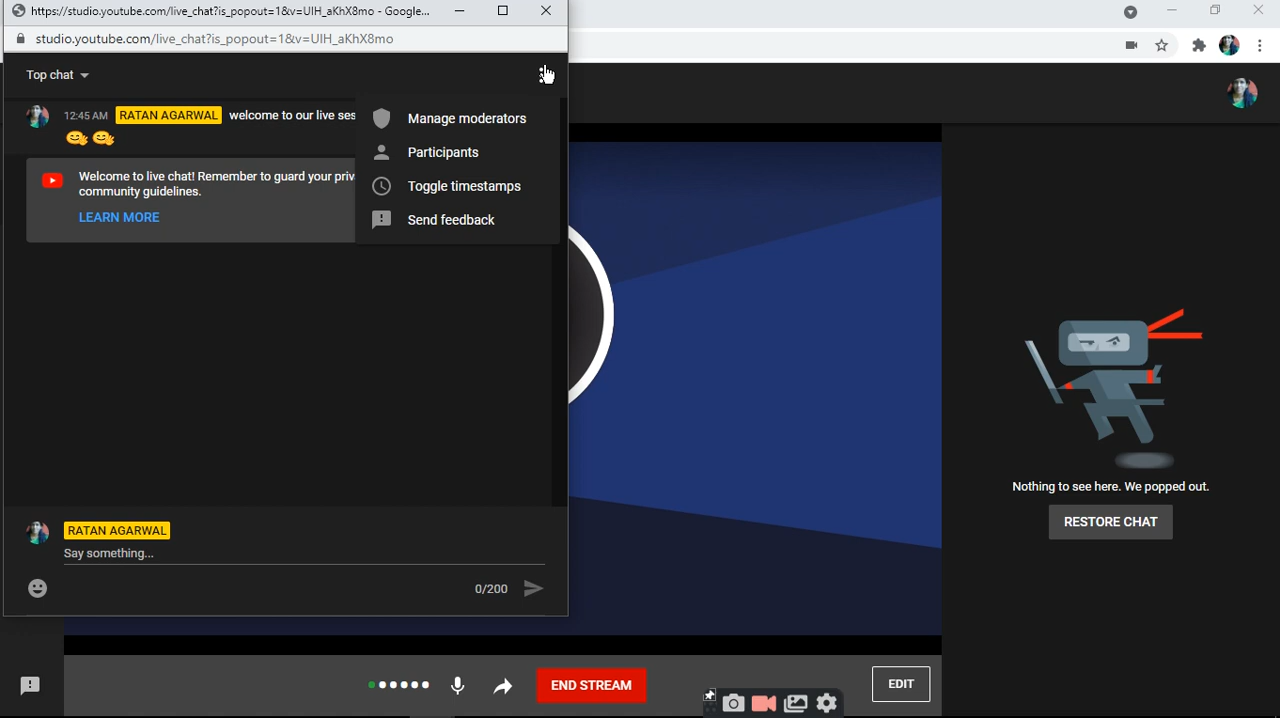 https://studio.youtube.com/live_chat?is_popout=1&v=UIH_aKhX8mo - Google...
studio.youtube.com/live_chat?is_popout=1&v=UIH_aKhX8mo
Top chat
12:45 AM RATAN AGARWAL welcome to our live ses
Welcome to live chat! Remember to guard your priv
community guidelines.
LEARN MORE
Manage moderators
Participants
Toggle timestamps
Send feedback
RATAN AGARWAL
Say something...
0/200
Nothing to see here. We popped out.
RESTORE CHAT
END STREAM
EDIT